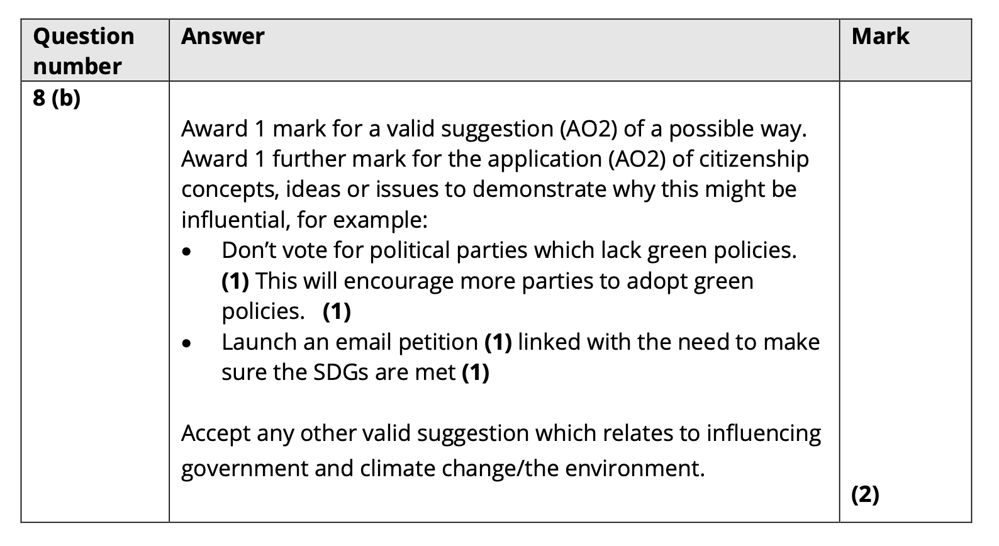 Question number
Answer
Mark
8 (b)
Award 1 mark for a valid suggestion (AO2) of a possible way.
Award 1 further mark for the application (AO2) of citizenship
concepts, ideas or issues to demonstrate why this might be
influential, for example:
• Don’t vote for political parties which lack green policies.
(1) This will encourage more parties to adopt green
policies. (1)
• Launch an email petition (1) linked with the need to make
sure the SDGs are met (1)
Accept any other valid suggestion which relates to influencing
government and climate change/the environment.
(2)